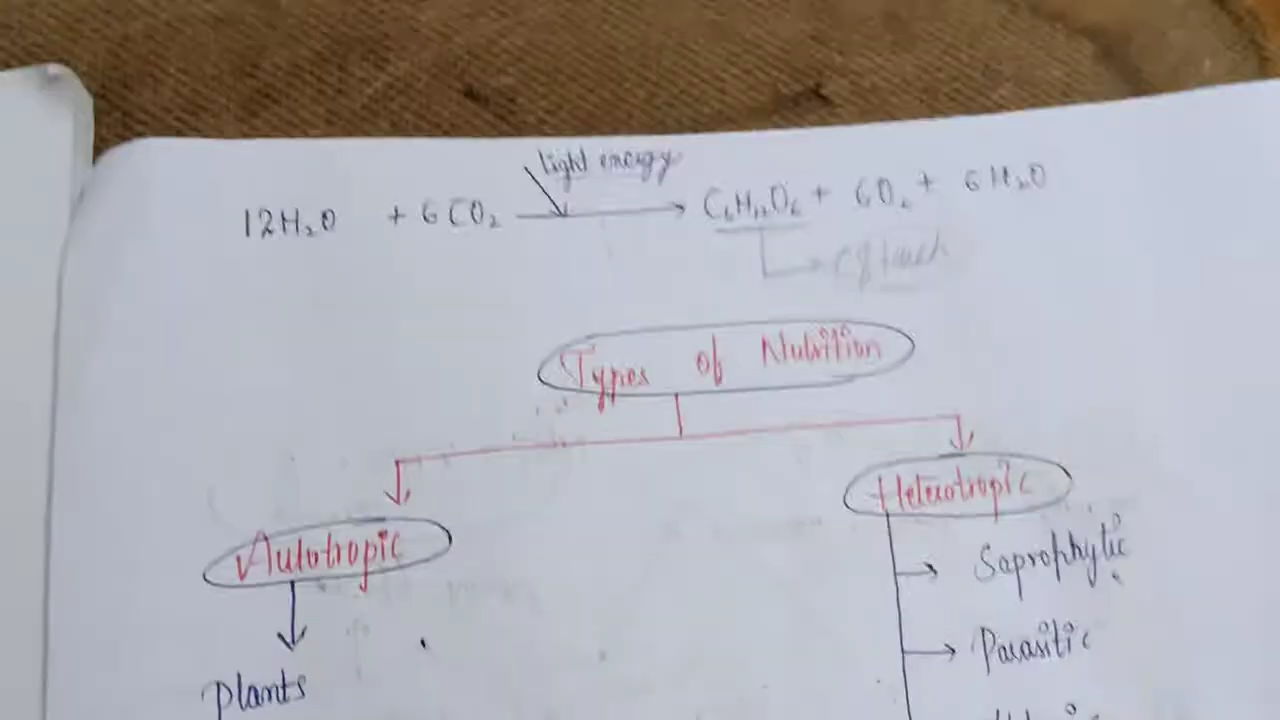 light energy
12H₂O + 6CO₂ → C₆H₁₂O₆ + 6O₂ + 6H₂O
Types of Nutrition
Autotropic
Heterotropic
Plants
Saprophytic
Parasitic